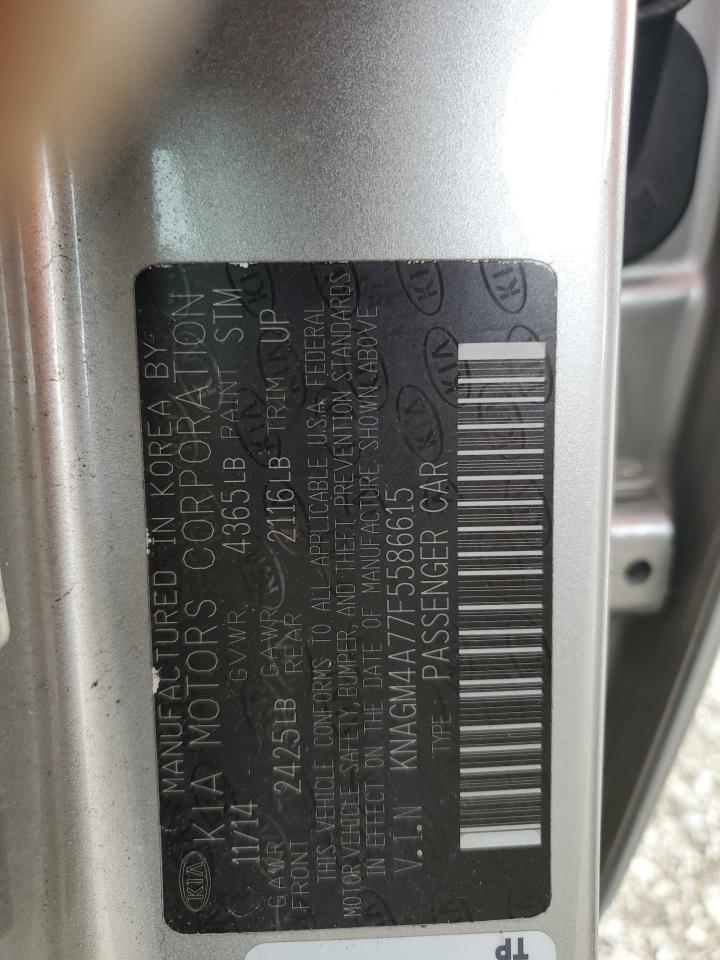 MANUFACTURED IN KOREA BY:
KIA KIA MOTORS CORPORATION
11/14 GVWR 4365LB PAINT STM
GAWR FRONT 2425LB GAWR REAR 2116LB TRIM UP
THIS VEHICLE CONFORMS TO ALL APPLICABLE U.S.A. FEDERAL
MOTOR VEHICLE SAFETY, BUMPER, AND THEFT PREVENTION STANDARDS
IN EFFECT ON THE DATE OF MANUFACTURE SHOWN ABOVE
V.I.N KNAGM4A77F5586615
TYPE PASSENGER CAR
TP